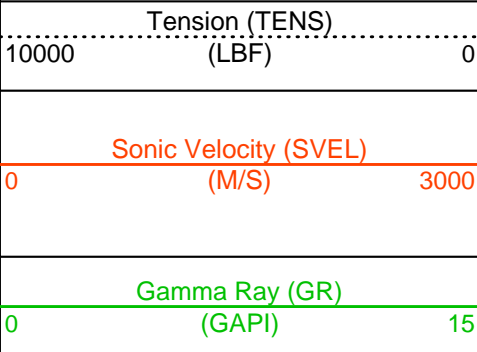 Tension (TENS)
10000 (LBF) 0
Sonic Velocity (SVEL)
0 (M/S) 3000
Gamma Ray (GR)
0 (GAPI) 15